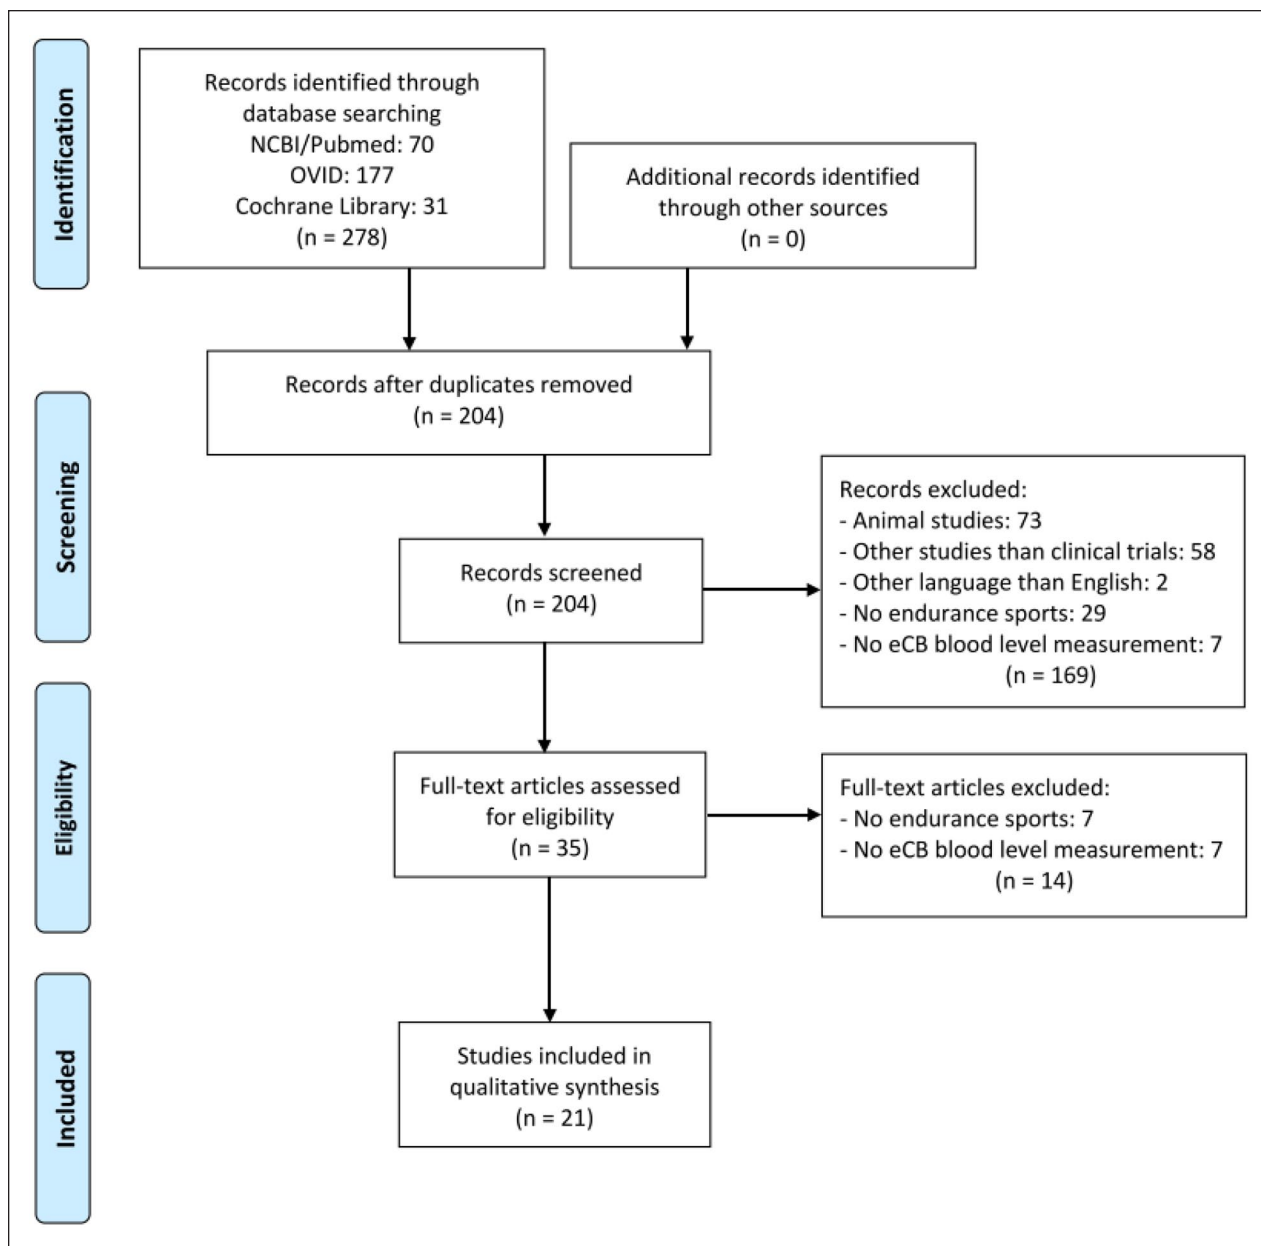 Identification
Records identified through
database searching
NCBI/Pubmed: 70
OVID: 177
Cochrane Library: 31
(n = 278)
Additional records identified
through other sources
(n = 0)
Records after duplicates removed
(n = 204)
Screening
Records screened
(n = 204)
Records excluded:
- Animal studies: 73
- Other studies than clinical trials: 58
- Other language than English: 2
- No endurance sports: 29
- No eCB blood level measurement: 7
(n = 169)
Eligibility
Full-text articles assessed
for eligibility
(n = 35)
Full-text articles excluded:
- No endurance sports: 7
- No eCB blood level measurement: 7
(n = 14)
Included
Studies included in
qualitative synthesis
(n = 21)